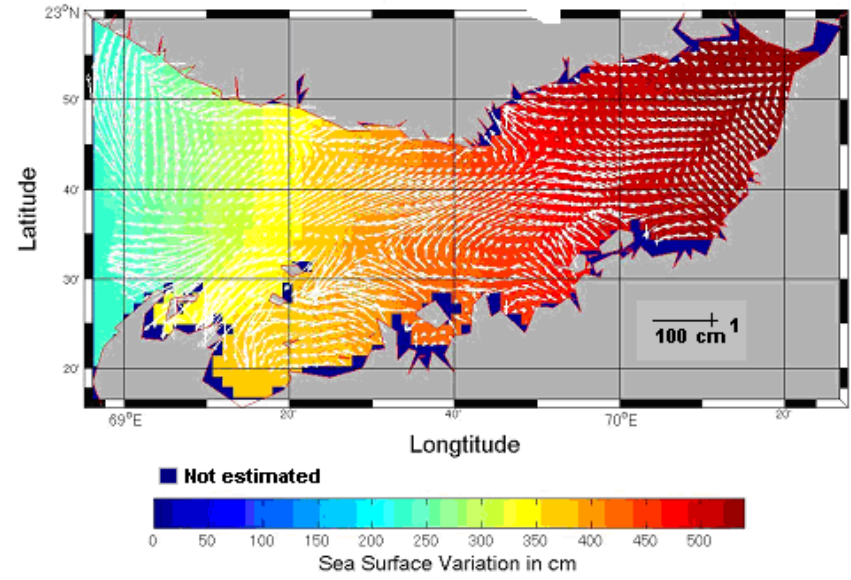 23°N
50'
40'
30'
20'
Latitude
100 cm 1
69°E
20'
40'
70°E
20'
Longtitude
Not estimated
0 50 100 150 200 250 300 350 400 450 500
Sea Surface Variation in cm